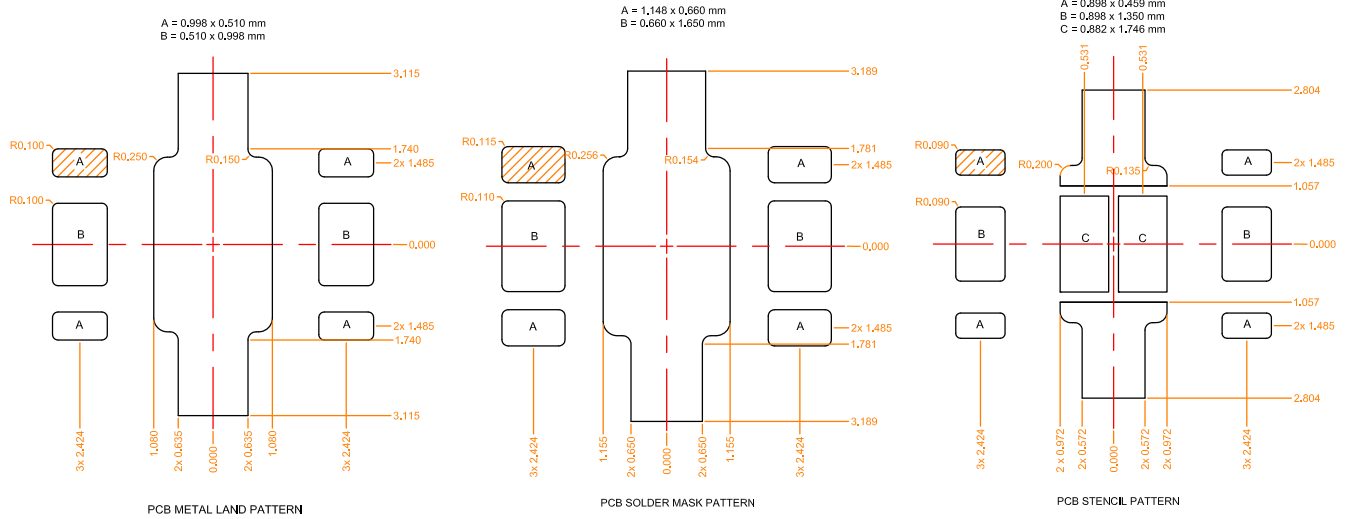 A = 0.998 x 0.510 mm
B = 0.510 x 0.998 mm
3.115
R0.100
A
R0.250
R0.150
A
1.740
2x 1.485
R0.100
B
B
0.000
A
A
2x 1.485
1.740
3.115
3x 2.424
1.080
2x 0.635
0.000
2x 0.635
1.080
3x 2.424
PCB METAL LAND PATTERN
A = 1.148 x 0.660 mm
B = 0.660 x 1.650 mm
3.189
R0.115
A
R0.256
R0.154
A
1.781
2x 1.485
R0.110
B
B
0.000
A
A
2x 1.485
1.781
3.189
3x 2.424
1.155
2x 0.650
0.000
2x 0.650
1.155
3x 2.424
PCB SOLDER MASK PATTERN
A = 0.898 x 0.459 mm
B = 0.898 x 1.350 mm
C = 0.882 x 1.746 mm
0.531
0.531
2.804
R0.090
A
R0.200
R0.135
A
2x 1.485
1.057
R0.090
B
C
C
B
0.000
1.057
A
A
2x 1.485
2.804
3x 2.424
2 x 0.972
2x 0.572
0.000
2x 0.572
2x 0.972
3x 2.424
PCB STENCIL PATTERN